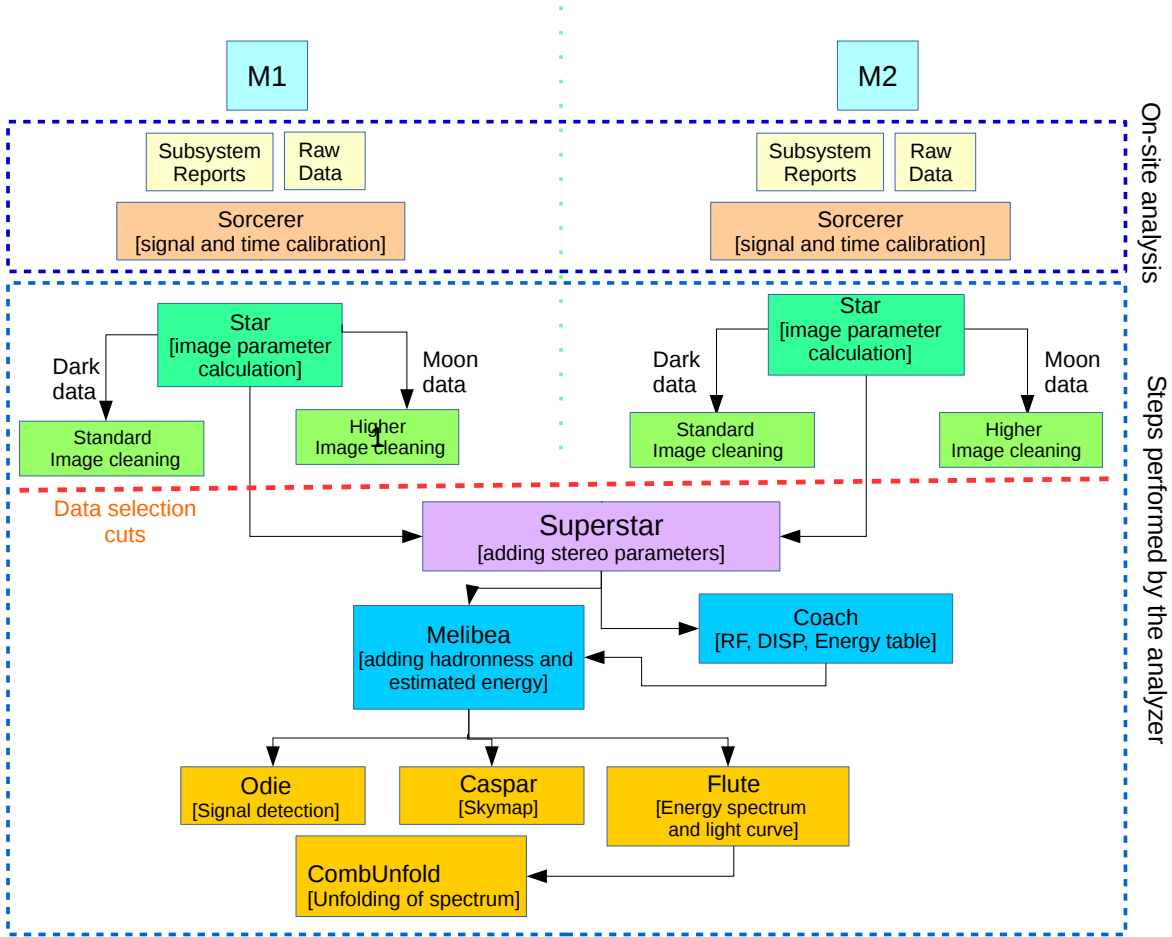 M1
M2
Subsystem
Reports
Raw
Data
Subsystem
Reports
Raw
Data
On-site analysis
Sorcerer
[signal and time calibration]
Sorcerer
[signal and time calibration]
Star
[image parameter
calculation]
Dark
data
Moon
data
Standard
Image cleaning
Higher
Image cleaning
1
Star
[image parameter
calculation]
Dark
data
Moon
data
Standard
Image cleaning
Higher
Image cleaning
Steps performed by the analyzer
Data selection
cuts
Superstar
[adding stereo parameters]
Melibea
[adding hadronness and
estimated energy]
Coach
[RF, DISP, Energy table]
Odie
[Signal detection]
Caspar
[Skymap]
Flute
[Energy spectrum
and light curve]
CombUnfold
[Unfolding of spectrum]